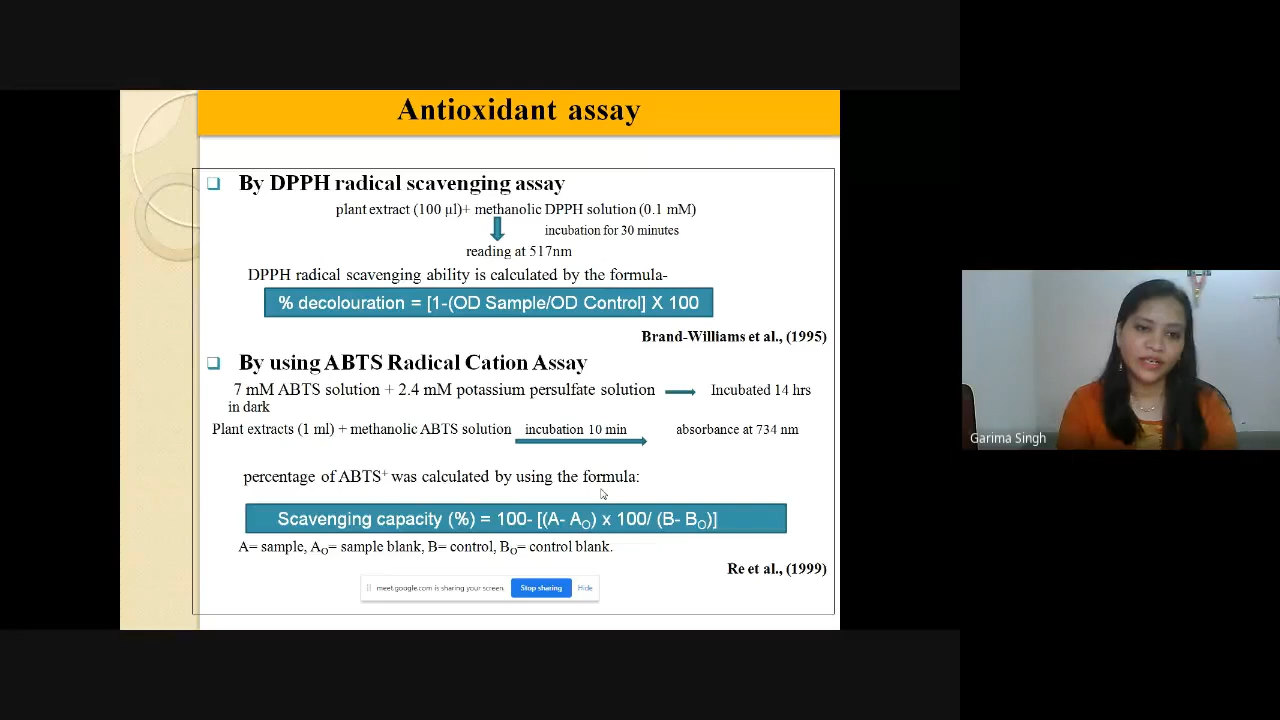 Antioxidant assay
By DPPH radical scavenging assay
plant extract (100 µl)+ methanolic DPPH solution (0.1 mM)
incubation for 30 minutes
reading at 517nm
DPPH radical scavenging ability is calculated by the formula-
% decolouration = [1-(OD Sample/OD Control] X 100
Brand-Williams et al., (1995)
By using ABTS Radical Cation Assay
7 mM ABTS solution + 2.4 mM potassium persulfate solution Incubated 14 hrs
in dark
Plant extracts (1 ml) + methanolic ABTS solution incubation 10 min absorbance at 734 nm
percentage of ABTS⁺ was calculated by using the formula:
Scavenging capacity (%) = 100- [(A- A_O) x 100/ (B- B_O)]
A= sample, A_O= sample blank, B= control, B_O= control blank.
Re et al., (1999)
meet.google.com is sharing your screen. Stop sharing Hide
Garima Singh